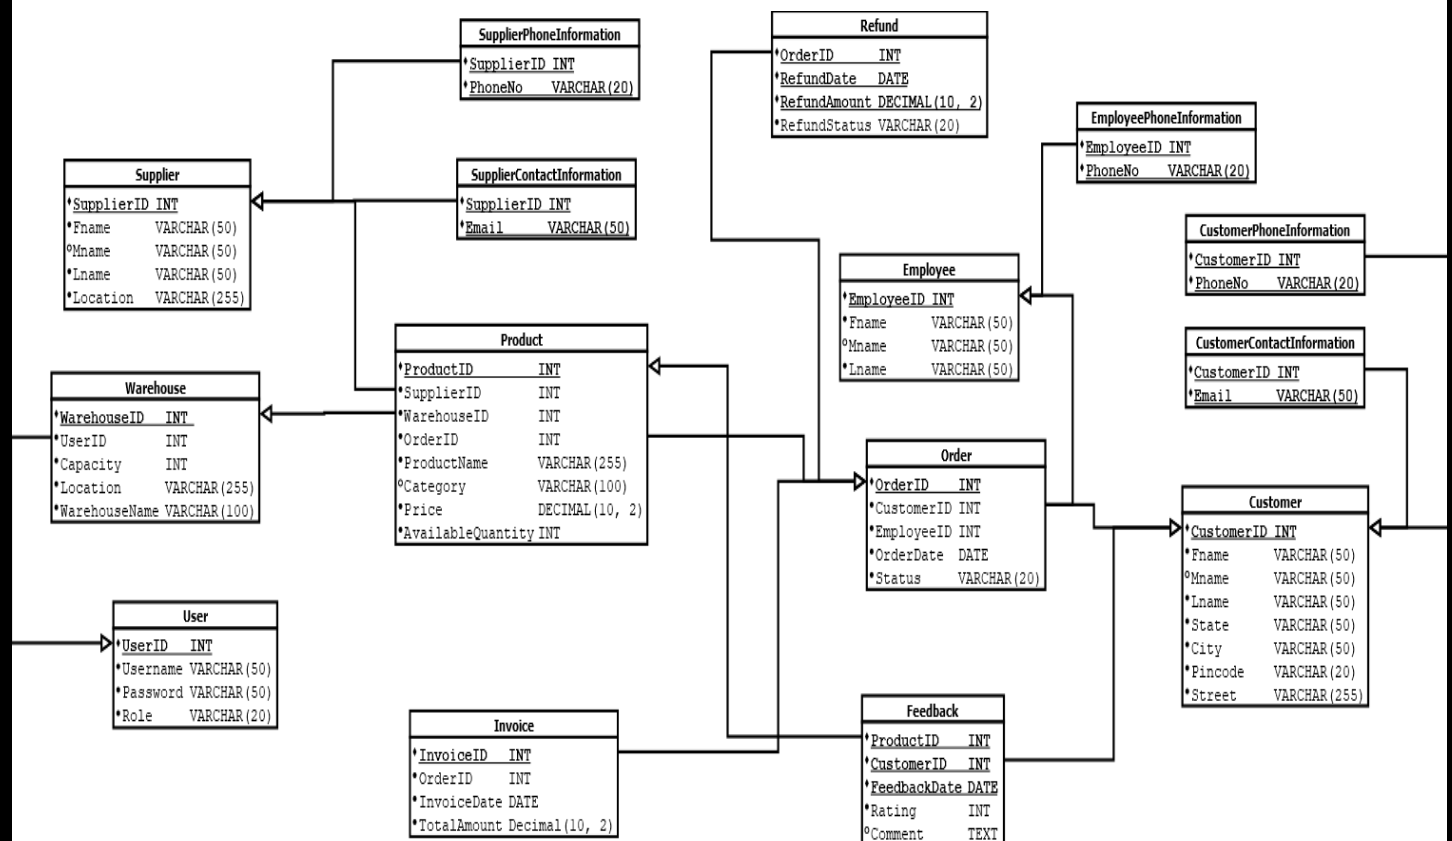 SupplierPhoneInformation
SupplierID INT
PhoneNo VARCHAR(20)
Refund
OrderID INT
RefundDate DATE
RefundAmount DECIMAL(10, 2)
RefundStatus VARCHAR(20)
EmployeePhoneInformation
EmployeeID INT
PhoneNo VARCHAR(20)
Supplier
SupplierID INT
Fname VARCHAR(50)
Mname VARCHAR(50)
Lname VARCHAR(50)
Location VARCHAR(255)
SupplierContactInformation
SupplierID INT
Email VARCHAR(50)
CustomerPhoneInformation
CustomerID INT
PhoneNo VARCHAR(20)
Employee
EmployeeID INT
Fname VARCHAR(50)
Mname VARCHAR(50)
Lname VARCHAR(50)
CustomerContactInformation
CustomerID INT
Email VARCHAR(50)
Product
ProductID INT
SupplierID INT
WarehouseID INT
OrderID INT
ProductName VARCHAR(255)
Category VARCHAR(100)
Price DECIMAL(10, 2)
AvailableQuantity INT
Warehouse
WarehouseID INT
UserID INT
Capacity INT
Location VARCHAR(255)
WarehouseName VARCHAR(100)
Order
OrderID INT
CustomerID INT
EmployeeID INT
OrderDate DATE
Status VARCHAR(20)
Customer
CustomerID INT
Fname VARCHAR(50)
Mname VARCHAR(50)
Lname VARCHAR(50)
State VARCHAR(50)
City VARCHAR(50)
Pincode VARCHAR(20)
Street VARCHAR(255)
User
UserID INT
Username VARCHAR(50)
Password VARCHAR(50)
Role VARCHAR(20)
Invoice
InvoiceID INT
OrderID INT
InvoiceDate DATE
TotalAmount Decimal(10, 2)
Feedback
ProductID INT
CustomerID INT
FeedbackDate DATE
Rating INT
Comment TEXT